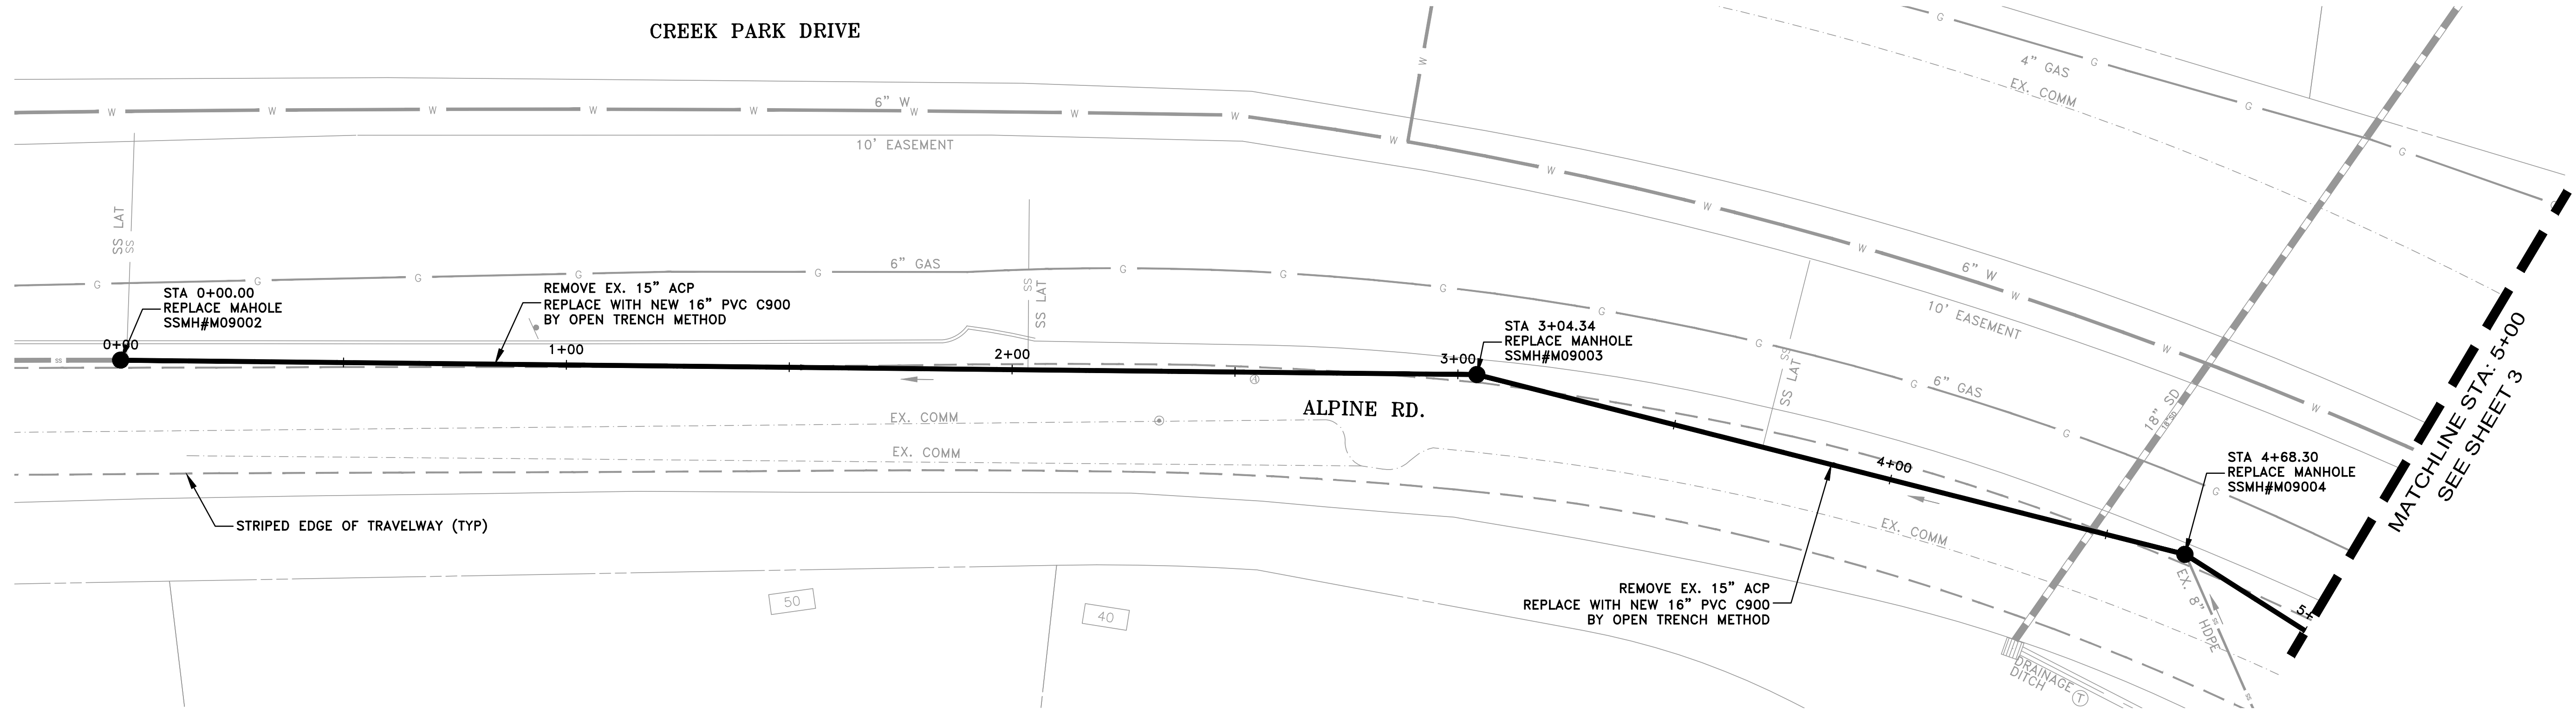 CREEK PARK DRIVE
4" GAS
EX. COMM
6" W
10' EASEMENT
SS LAT
SS
6" GAS
STA 0+00.00
REPLACE MAHOLE
SSMH#M09002
REMOVE EX. 15" ACP
REPLACE WITH NEW 16" PVC C900
BY OPEN TRENCH METHOD
SS
SS LAT
6" W
10' EASEMENT
STA 3+04.34
REPLACE MANHOLE
SSMH#M09003
0+00
1+00
2+00
3+00
SS
SS LAT
6" GAS
18" SD
18" SD
MATCHLINE STA: 5+00
SEE SHEET 3
ALPINE RD.
EX. COMM
EX. COMM
4+00
STA 4+68.30
REPLACE MANHOLE
SSMH#M09004
STRIPED EDGE OF TRAVELWAY (TYP)
EX. COMM
REMOVE EX. 15" ACP
REPLACE WITH NEW 16" PVC C900
BY OPEN TRENCH METHOD
EX. 8" HDPE
5+
50
40
DRAINAGE
DITCH
T